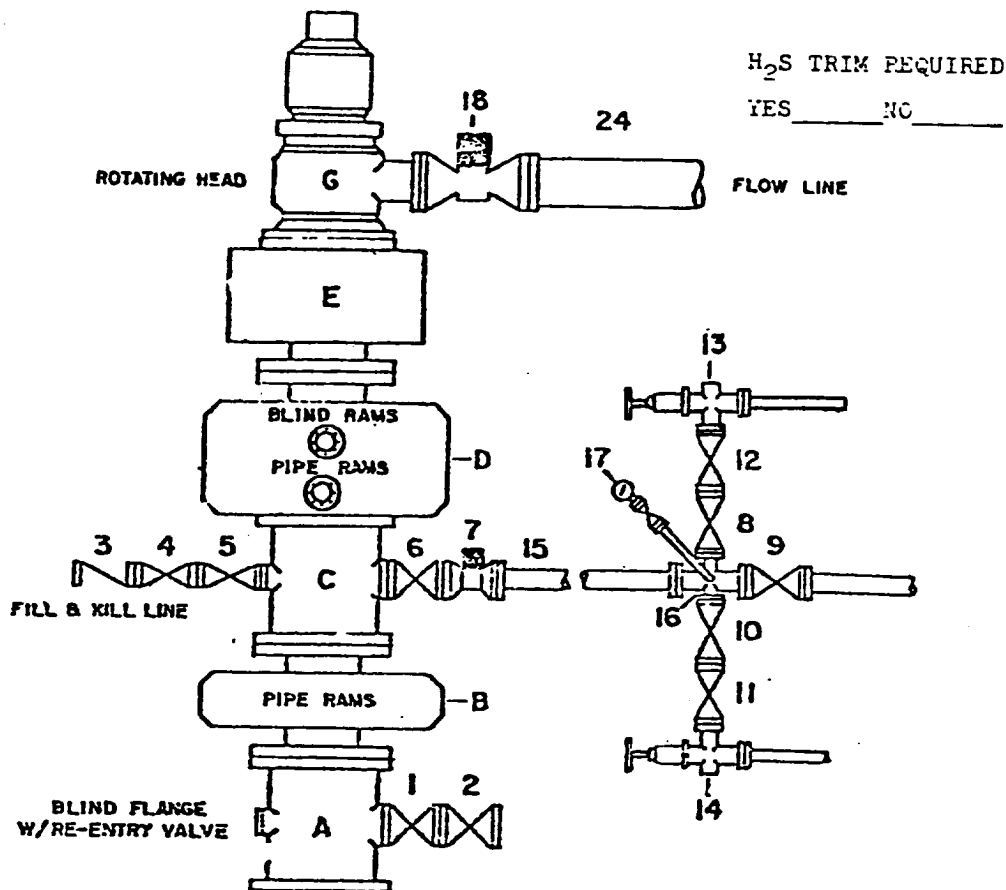 H₂S TRIM REQUIRED
YES______NO______
18
24
ROTATING HEAD
G
FLOW LINE
E
13
BLIND RAMS
PIPE RAMS
D
17
12
8
3 4 5
C
6 7 15
9
FILL & KILL LINE
16
10
11
PIPE RAMS
B
14
1 2
BLIND FLANGE
W/RE-ENTRY VALVE
A